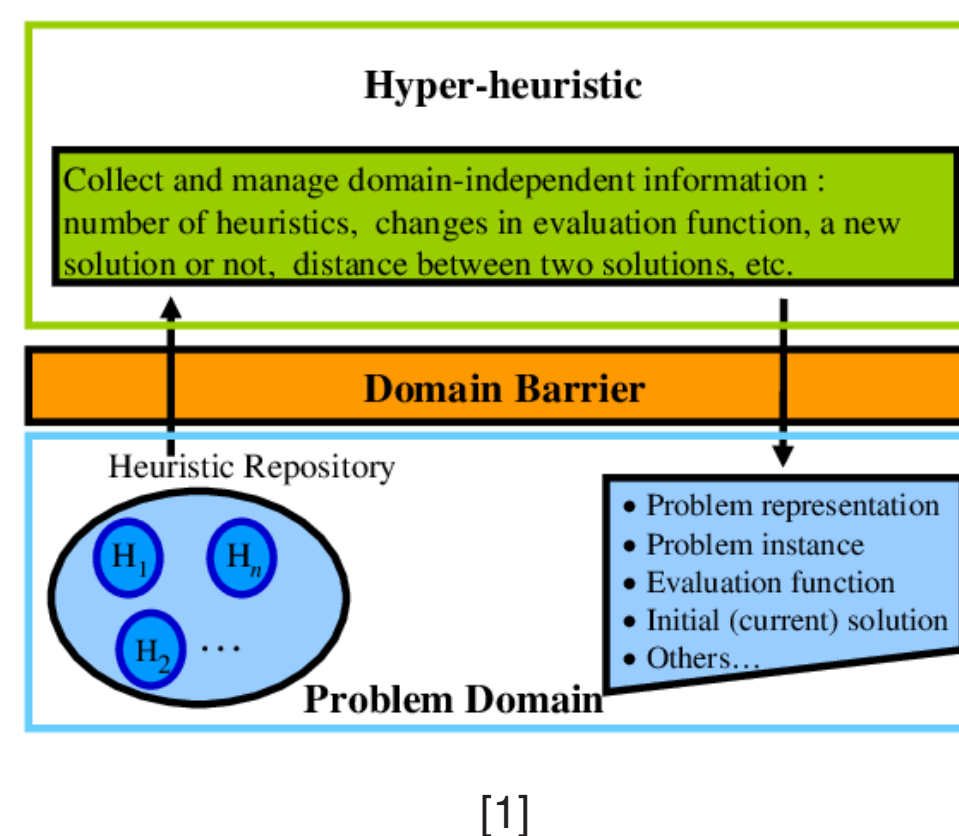 Hyper-heuristic
Collect and manage domain-independent information :
number of heuristics, changes in evaluation function, a new
solution or not, distance between two solutions, etc.
Domain Barrier
Heuristic Repository
H1
Hn
H2 ...
• Problem representation
• Problem instance
• Evaluation function
• Initial (current) solution
• Others...
Problem Domain
[1]